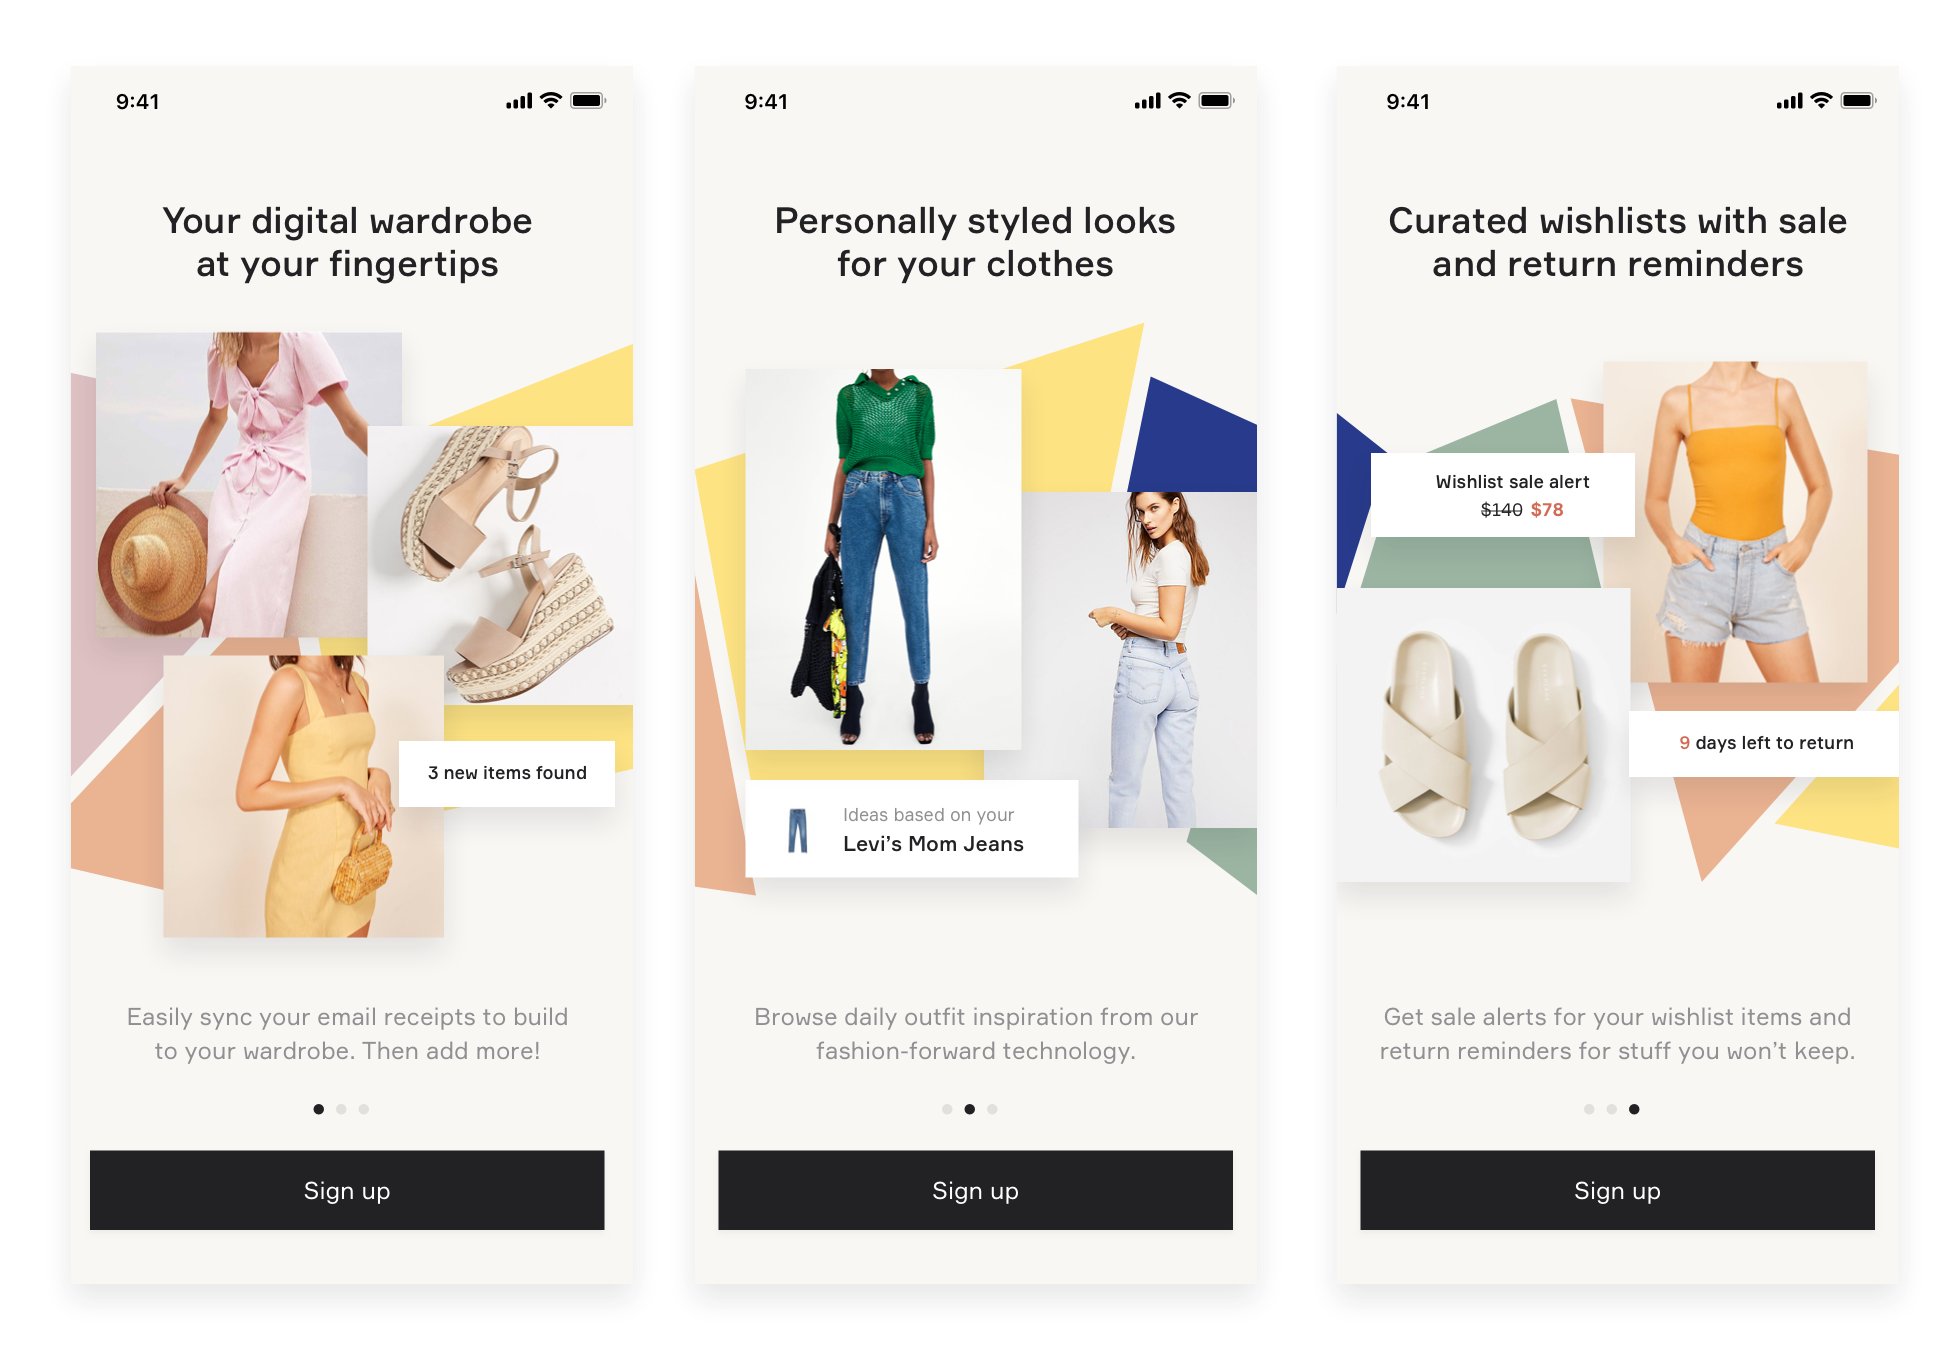 9:41
Your digital wardrobe
at your fingertips
3 new items found
Easily sync your email receipts to build
to your wardrobe. Then add more!
Sign up
9:41
Personally styled looks
for your clothes
Ideas based on your
Levi’s Mom Jeans
Browse daily outfit inspiration from our
fashion-forward technology.
Sign up
9:41
Curated wishlists with sale
and return reminders
Wishlist sale alert
$140 $78
9 days left to return
Get sale alerts for your wishlist items and
return reminders for stuff you won’t keep.
Sign up